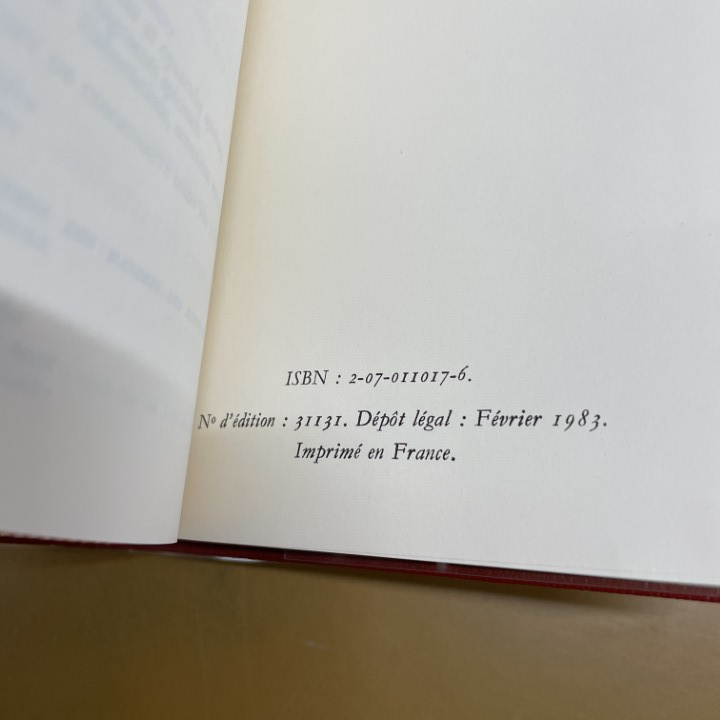 ISBN : 2-07-011017-6.
Nº d'édition : 31131. Dépôt légal : Février 1983.
Imprimé en France.